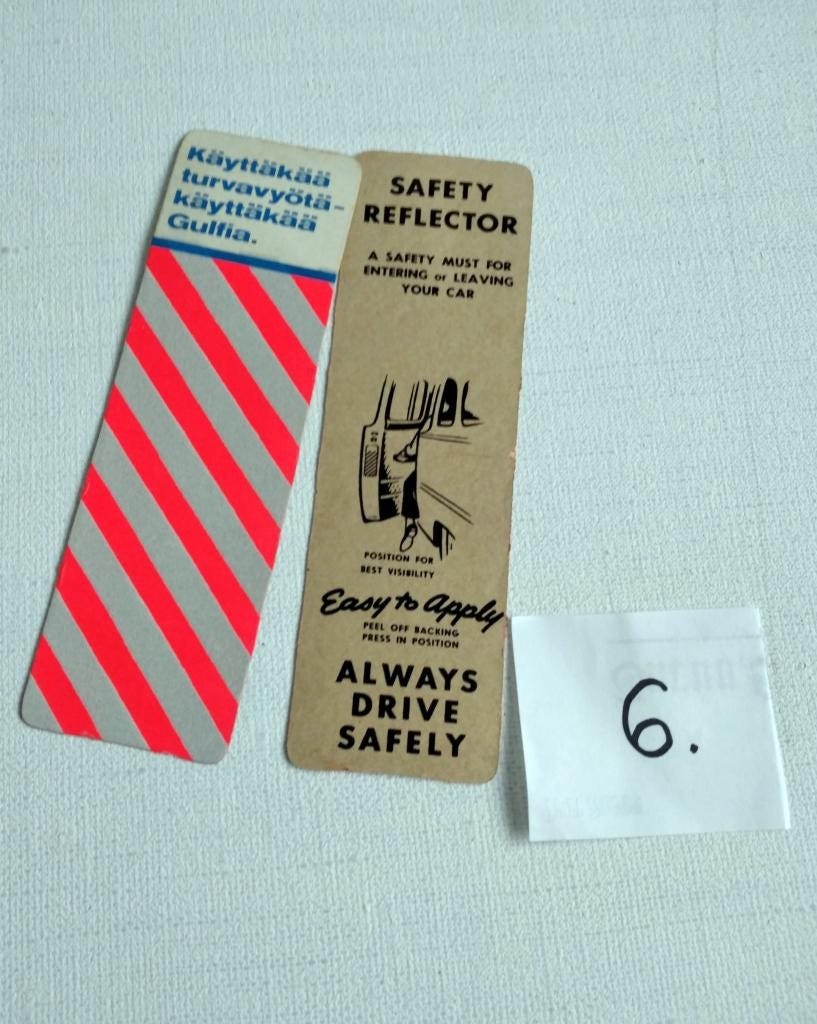 Käyttäkää
turvavyötä-
käyttäkää
Gulfia.
SAFETY
REFLECTOR
A SAFETY MUST FOR
ENTERING or LEAVING
YOUR CAR
POSITION FOR
BEST VISIBILITY
Easy to Apply
PEEL OFF BACKING
PRESS IN POSITION
ALWAYS
DRIVE
SAFELY
6.